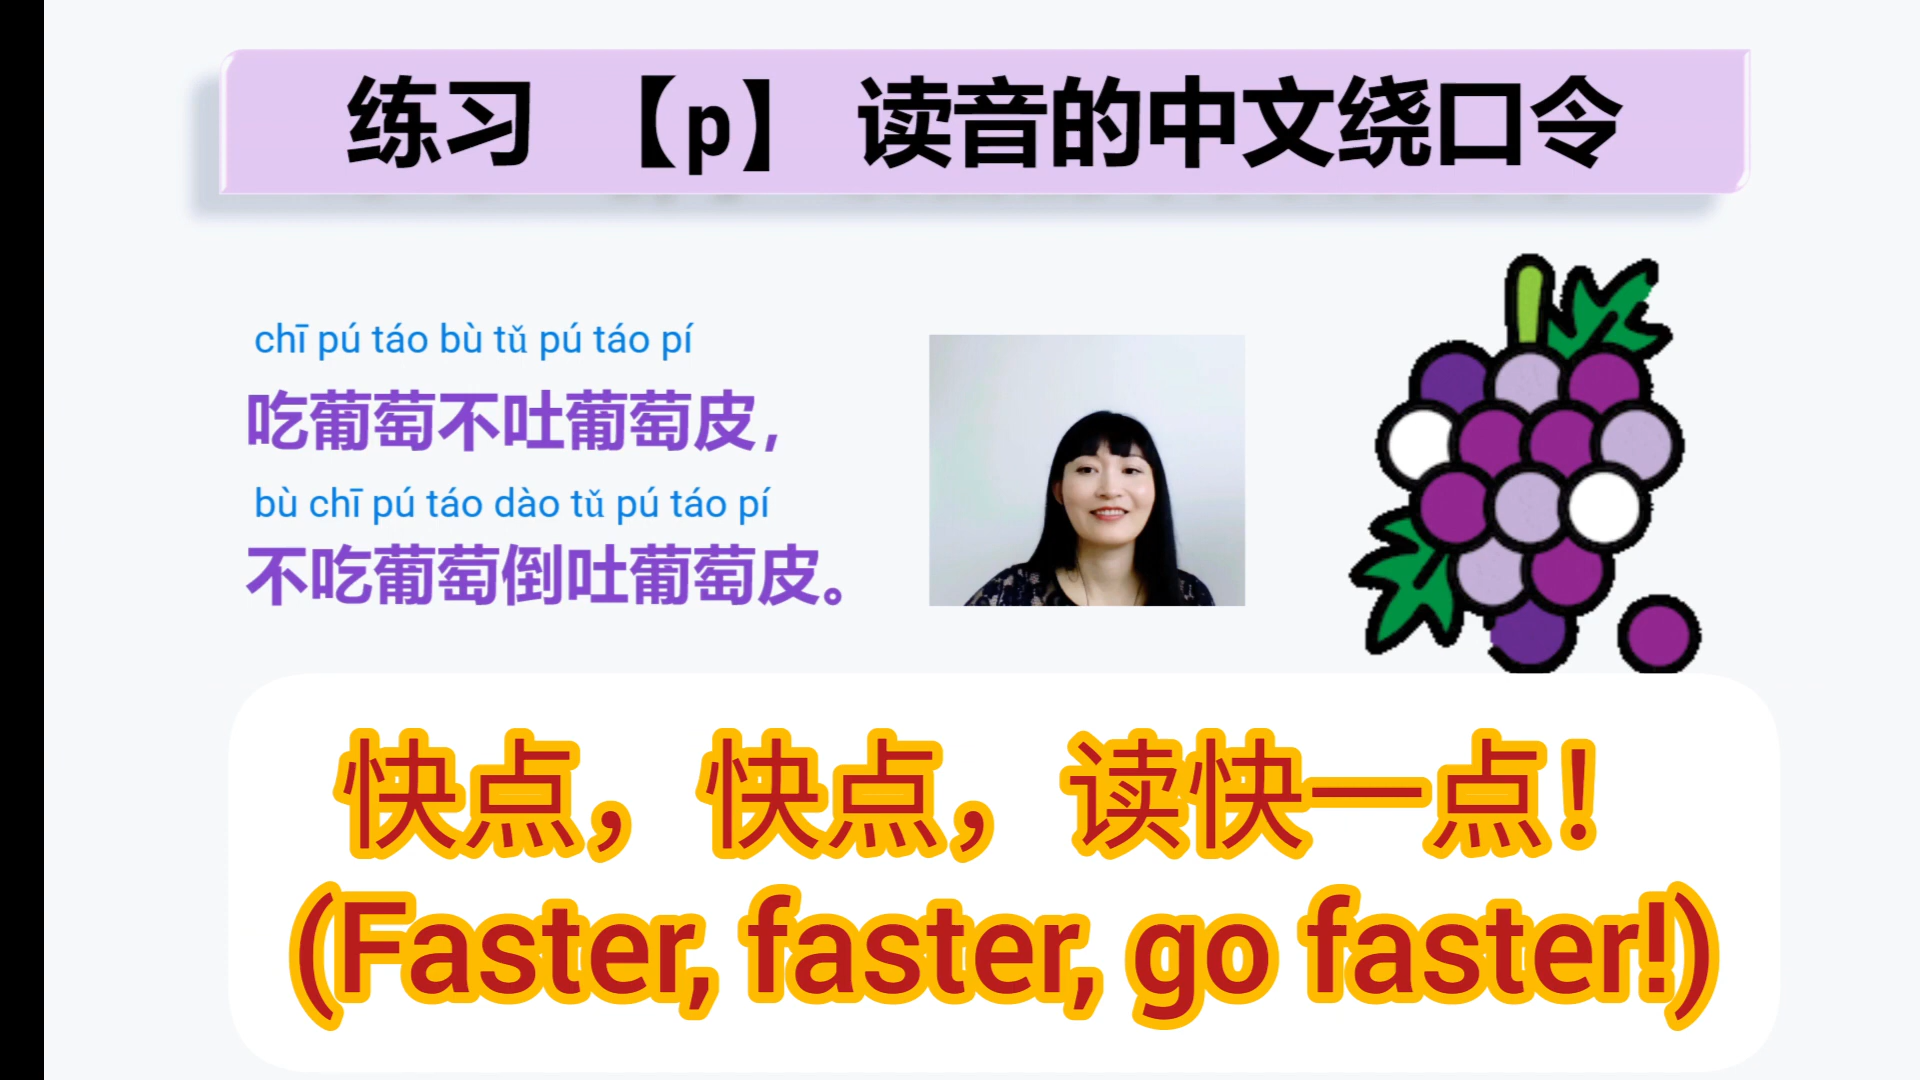 练习 【p】 读音的中文绕口令
chī pú táo bù tǔ pú táo pí
吃葡萄不吐葡萄皮，
bù chī pú táo dào tǔ pú táo pí
不吃葡萄倒吐葡萄皮。
快点，快点，读快一点！
(Faster, faster, go faster!)